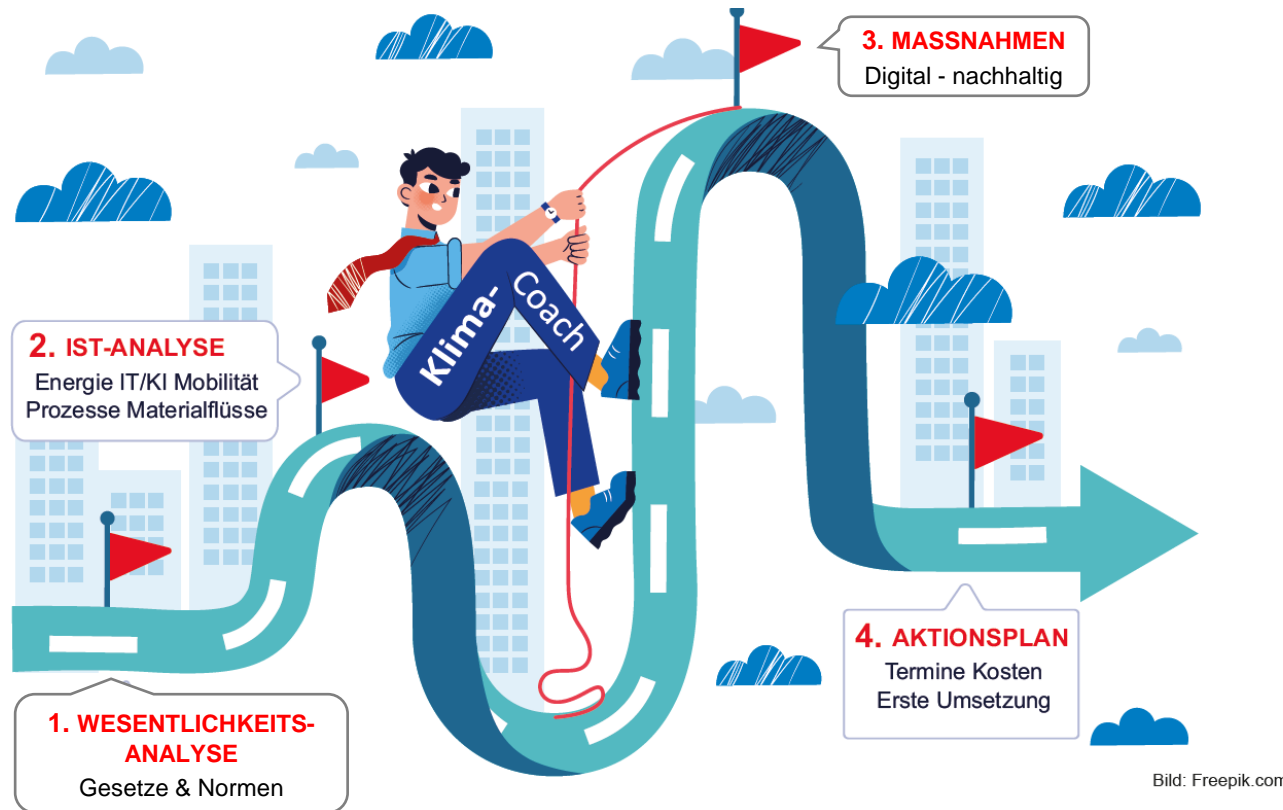 1. WESENTLICHKEITS-
ANALYSE
Gesetze & Normen
2. IST-ANALYSE
Energie IT/KI Mobilität
Prozesse Materialflüsse
Klima-
Coach
3. MASSNAHMEN
Digital - nachhaltig
4. AKTIONSPLAN
Termine Kosten
Erste Umsetzung
Bild: Freepik.com